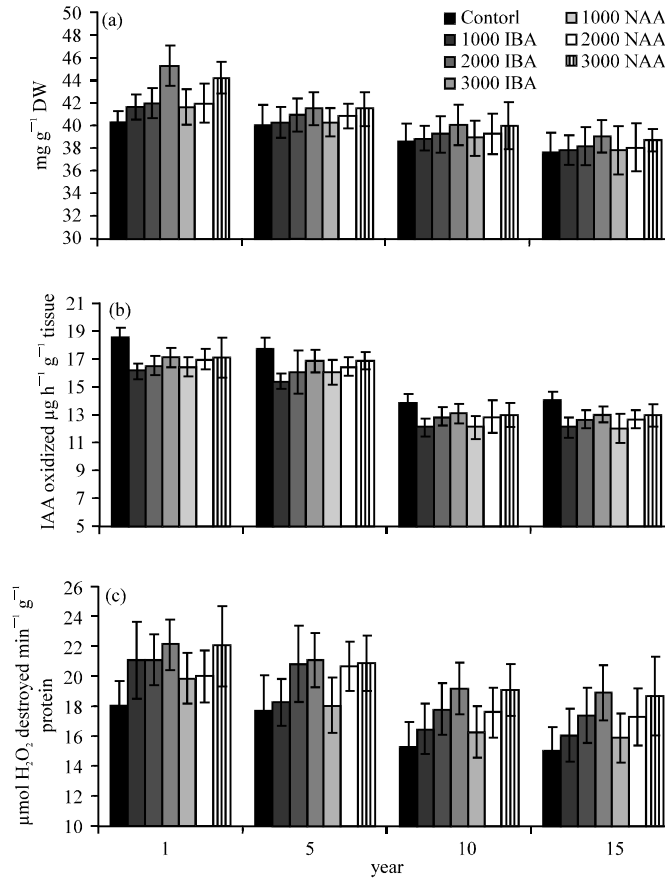 (a)
Contorl
1000 IBA
2000 IBA
3000 IBA
1000 NAA
2000 NAA
3000 NAA
mg g⁻¹ DW
50
48
46
44
42
40
38
36
34
32
30
(b)
IAA oxidized µg h⁻¹ g⁻¹ tissue
21
19
17
15
13
11
9
7
5
(c)
µmol H₂O₂ destroyed min⁻¹ g⁻¹
protein
26
24
22
20
18
16
14
12
10
1
5
10
15
year